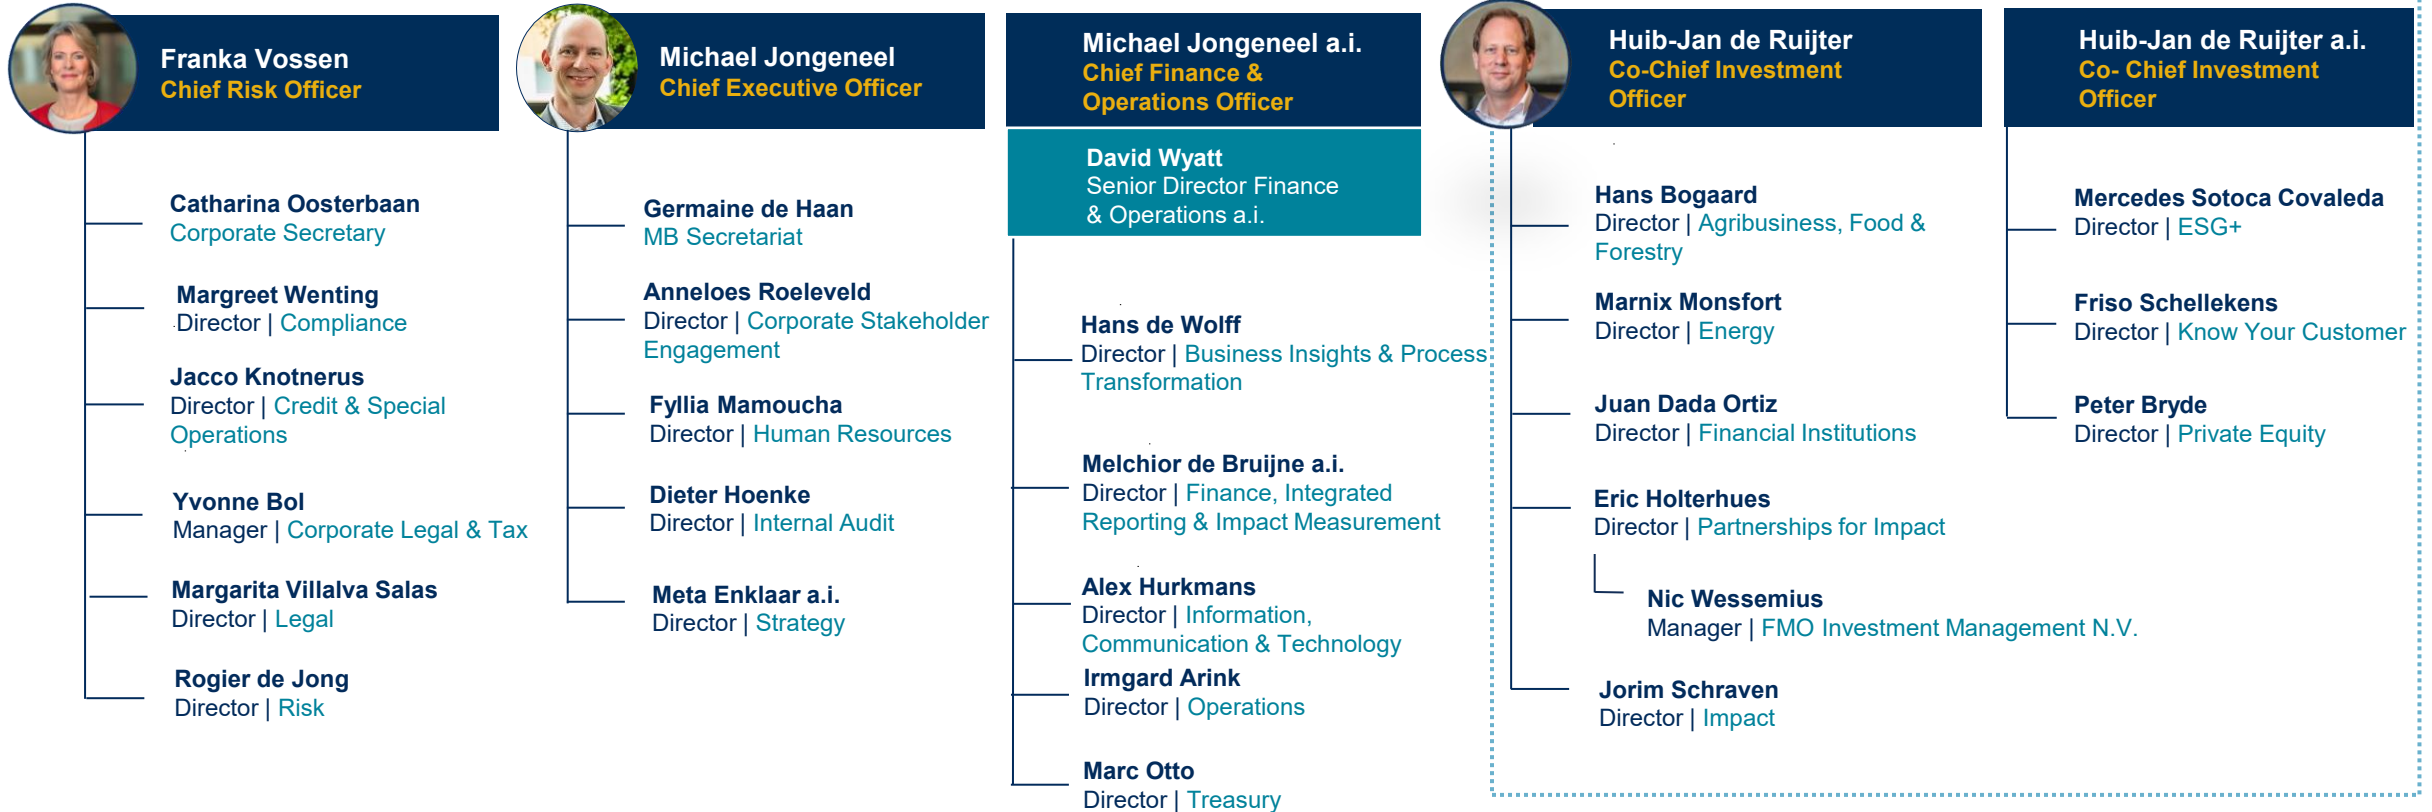 Franka Vossen
Chief Risk Officer
Catharina Oosterbaan
Corporate Secretary
Margreet Wenting
Director | Compliance
Jacco Knotnerus
Director | Credit & Special
Operations
Yvonne Bol
Manager | Corporate Legal & Tax
Margarita Villalva Salas
Director | Legal
Rogier de Jong
Director | Risk
Michael Jongeneel
Chief Executive Officer
Germaine de Haan
MB Secretariat
Anneloes Roeleveld
Director | Corporate Stakeholder
Engagement
Fyllia Mamoucha
Director | Human Resources
Dieter Hoenke
Director | Internal Audit
Meta Enklaar a.i.
Director | Strategy
Michael Jongeneel a.i.
Chief Finance &
Operations Officer
David Wyatt
Senior Director Finance
& Operations a.i.
Hans de Wolff
Director | Business Insights & Process
Transformation
Melchior de Bruijne a.i.
Director | Finance, Integrated
Reporting & Impact Measurement
Alex Hurkmans
Director | Information,
Communication & Technology
Irmgard Arink
Director | Operations
Marc Otto
Director | Treasury
Huib-Jan de Ruijter
Co-Chief Investment
Officer
Hans Bogaard
Director | Agribusiness, Food &
Forestry
Marnix Monsfort
Director | Energy
Juan Dada Ortiz
Director | Financial Institutions
Eric Holterhues
Director | Partnerships for Impact
Nic Wessemius
Manager | FMO Investment Management N.V.
Jorim Schraven
Director | Impact
Huib-Jan de Ruijter a.i.
Co- Chief Investment
Officer
Mercedes Sotoca Covaleda
Director | ESG+
Friso Schellekens
Director | Know Your Customer
Peter Bryde
Director | Private Equity